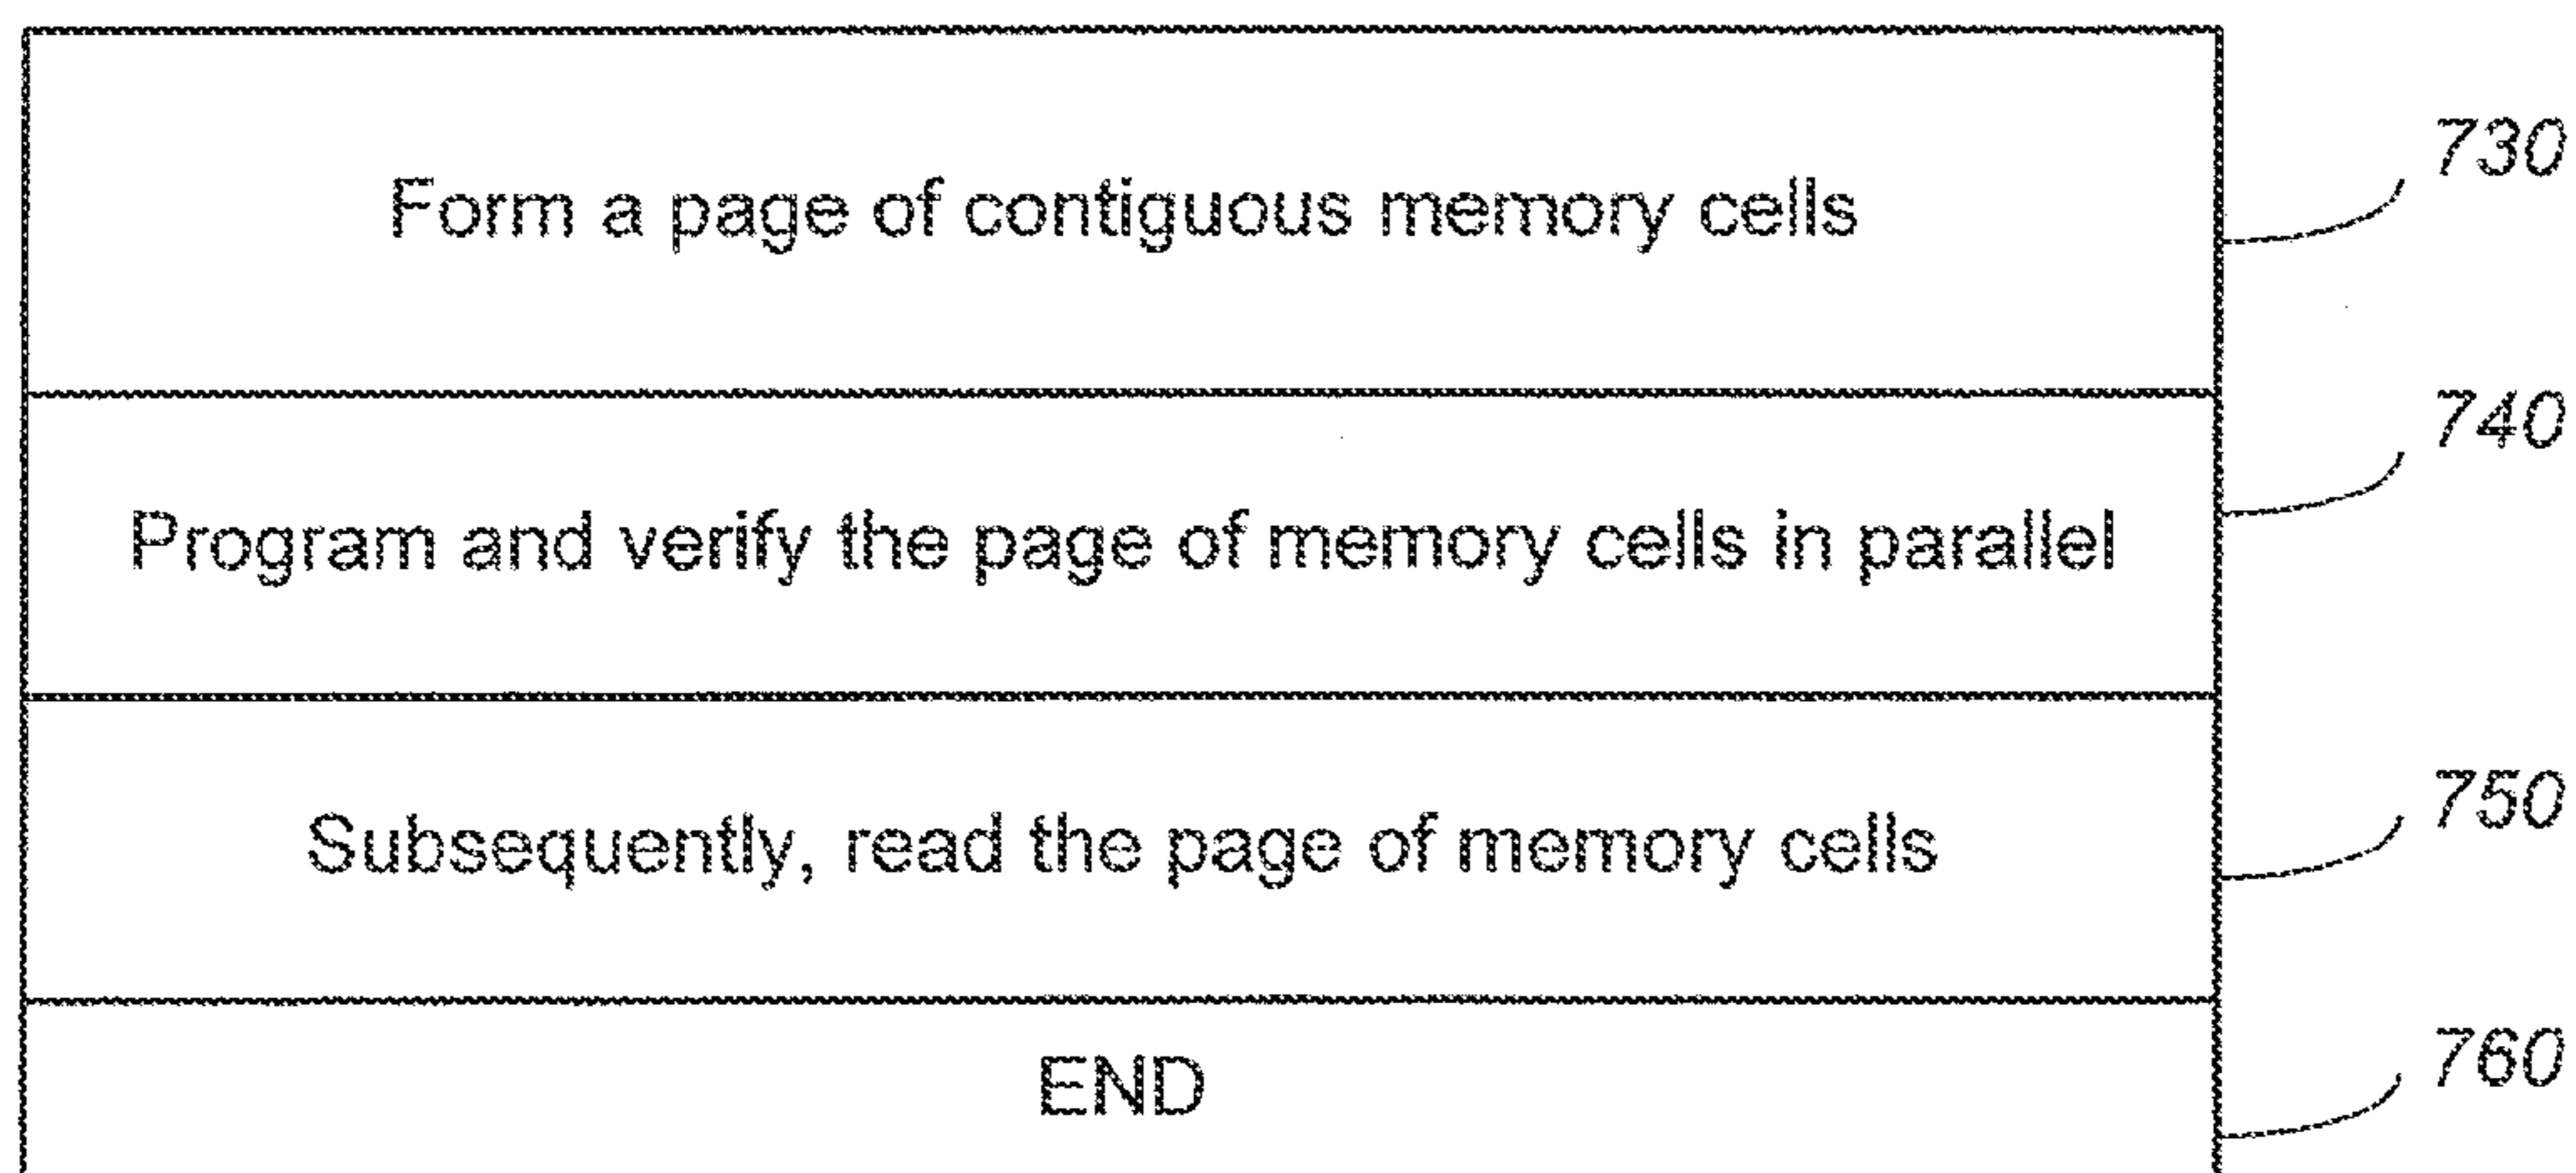 Form a page of contiguous memory cells
730
Program and verify the page of memory cells in parallel
740
Subsequently, read the page of memory cells
750
END
760